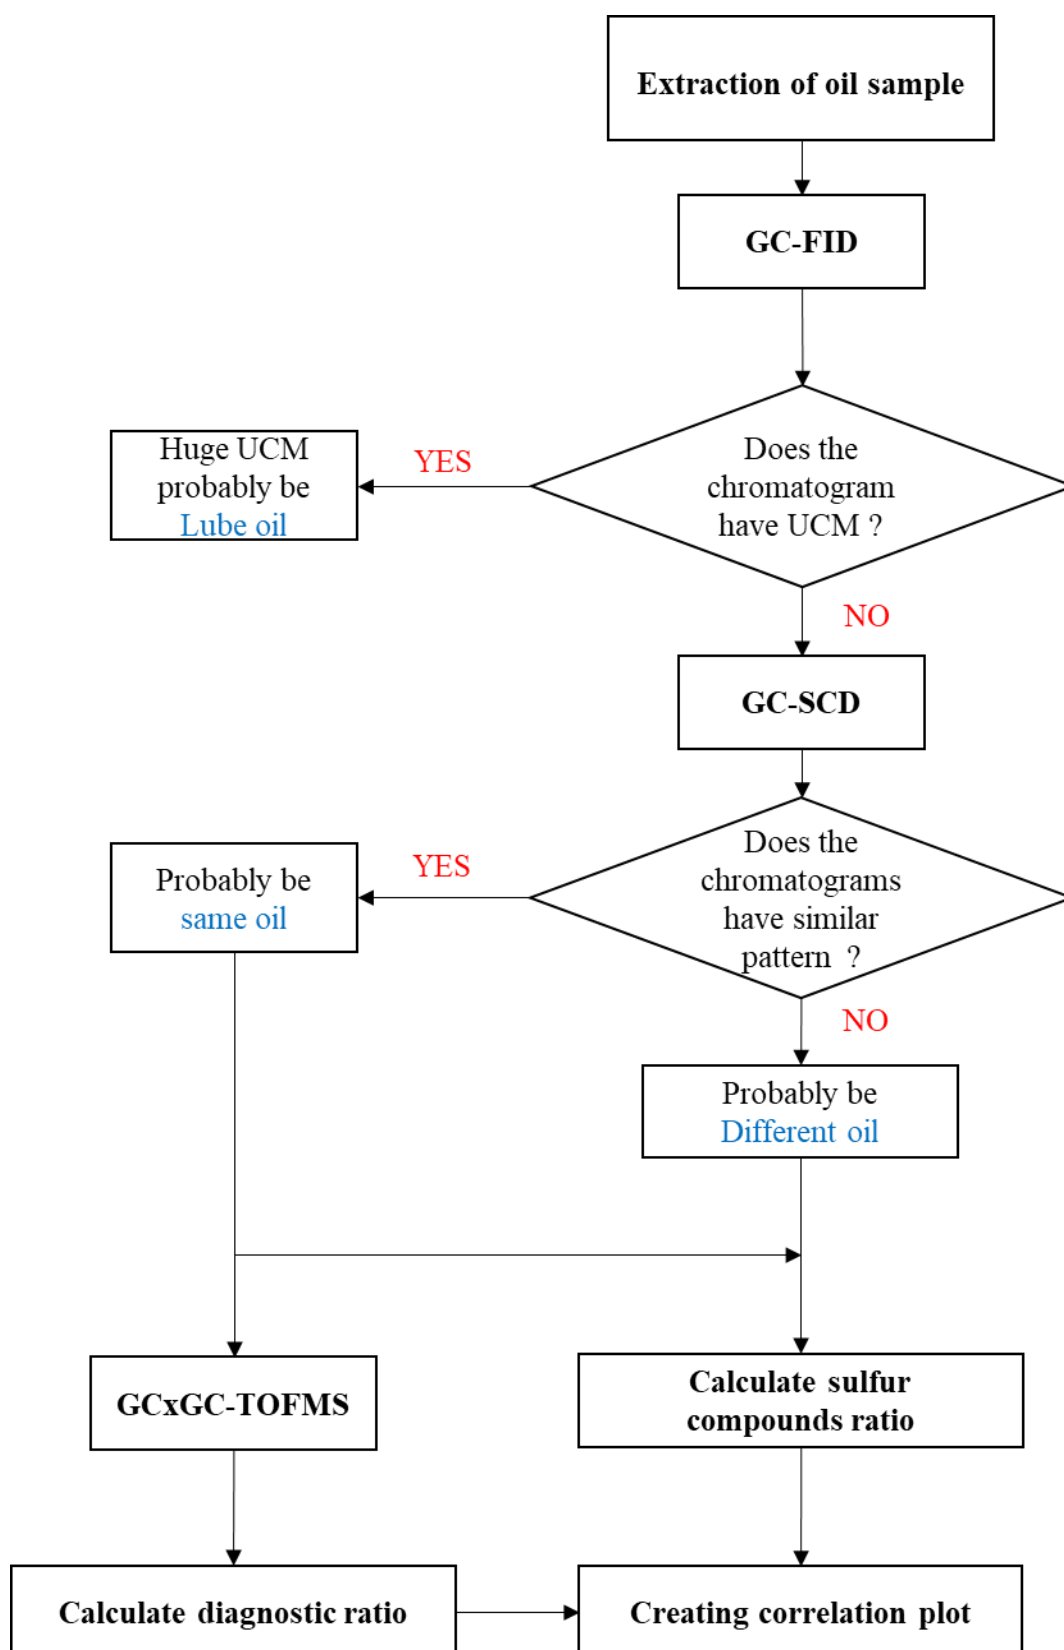 Extraction of oil sample
GC-FID
Does the
chromatogram
have UCM ?
YES
Huge UCM
probably be
Lube oil
NO
GC-SCD
Does the
chromatograms
have similar
pattern ?
YES
Probably be
same oil
NO
Probably be
Different oil
GCxGC-TOFMS
Calculate sulfur
compounds ratio
Calculate diagnostic ratio
Creating correlation plot